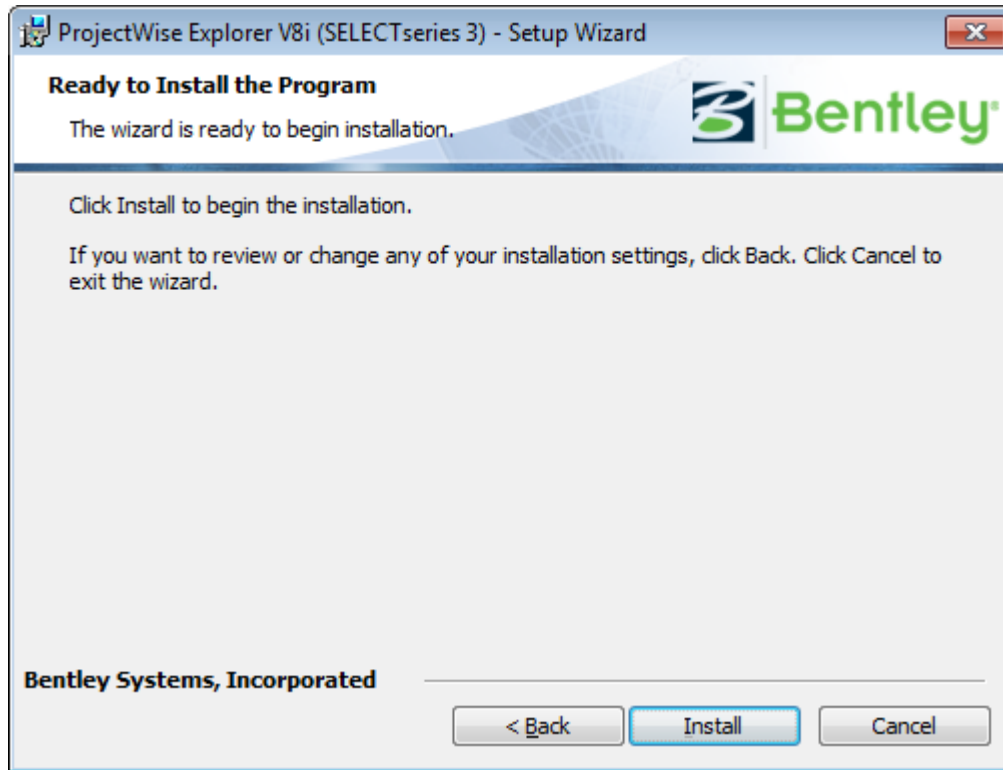 ProjectWise Explorer V8i (SELECTseries 3) - Setup Wizard
Ready to Install the Program
The wizard is ready to begin installation.
Bentley®
Click Install to begin the installation.
If you want to review or change any of your installation settings, click Back. Click Cancel to
exit the wizard.
Bentley Systems, Incorporated
< Back
Install
Cancel